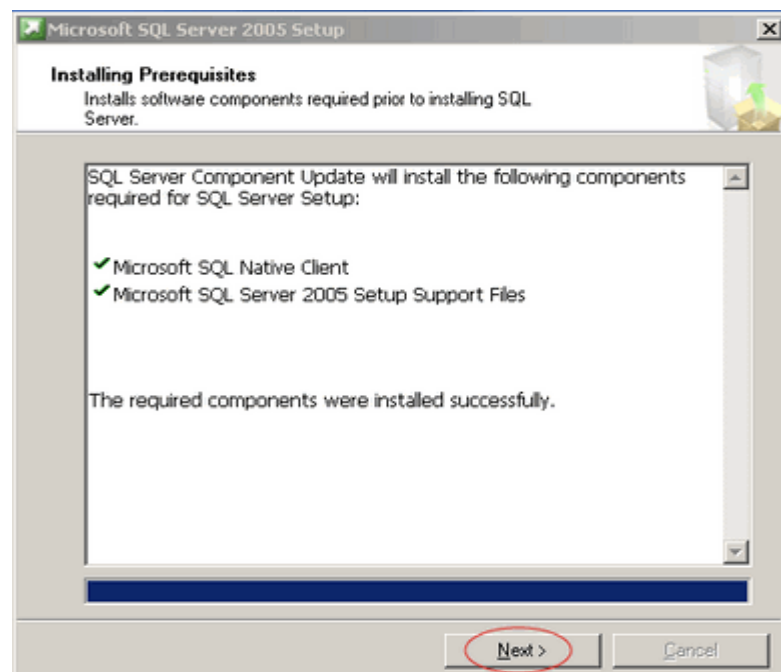 Microsoft SQL Server 2005 Setup
Installing Prerequisites
Installs software components required prior to installing SQL
Server.
SQL Server Component Update will install the following components
required for SQL Server Setup:
Microsoft SQL Native Client
Microsoft SQL Server 2005 Setup Support Files
The required components were installed successfully.
Next >
Cancel